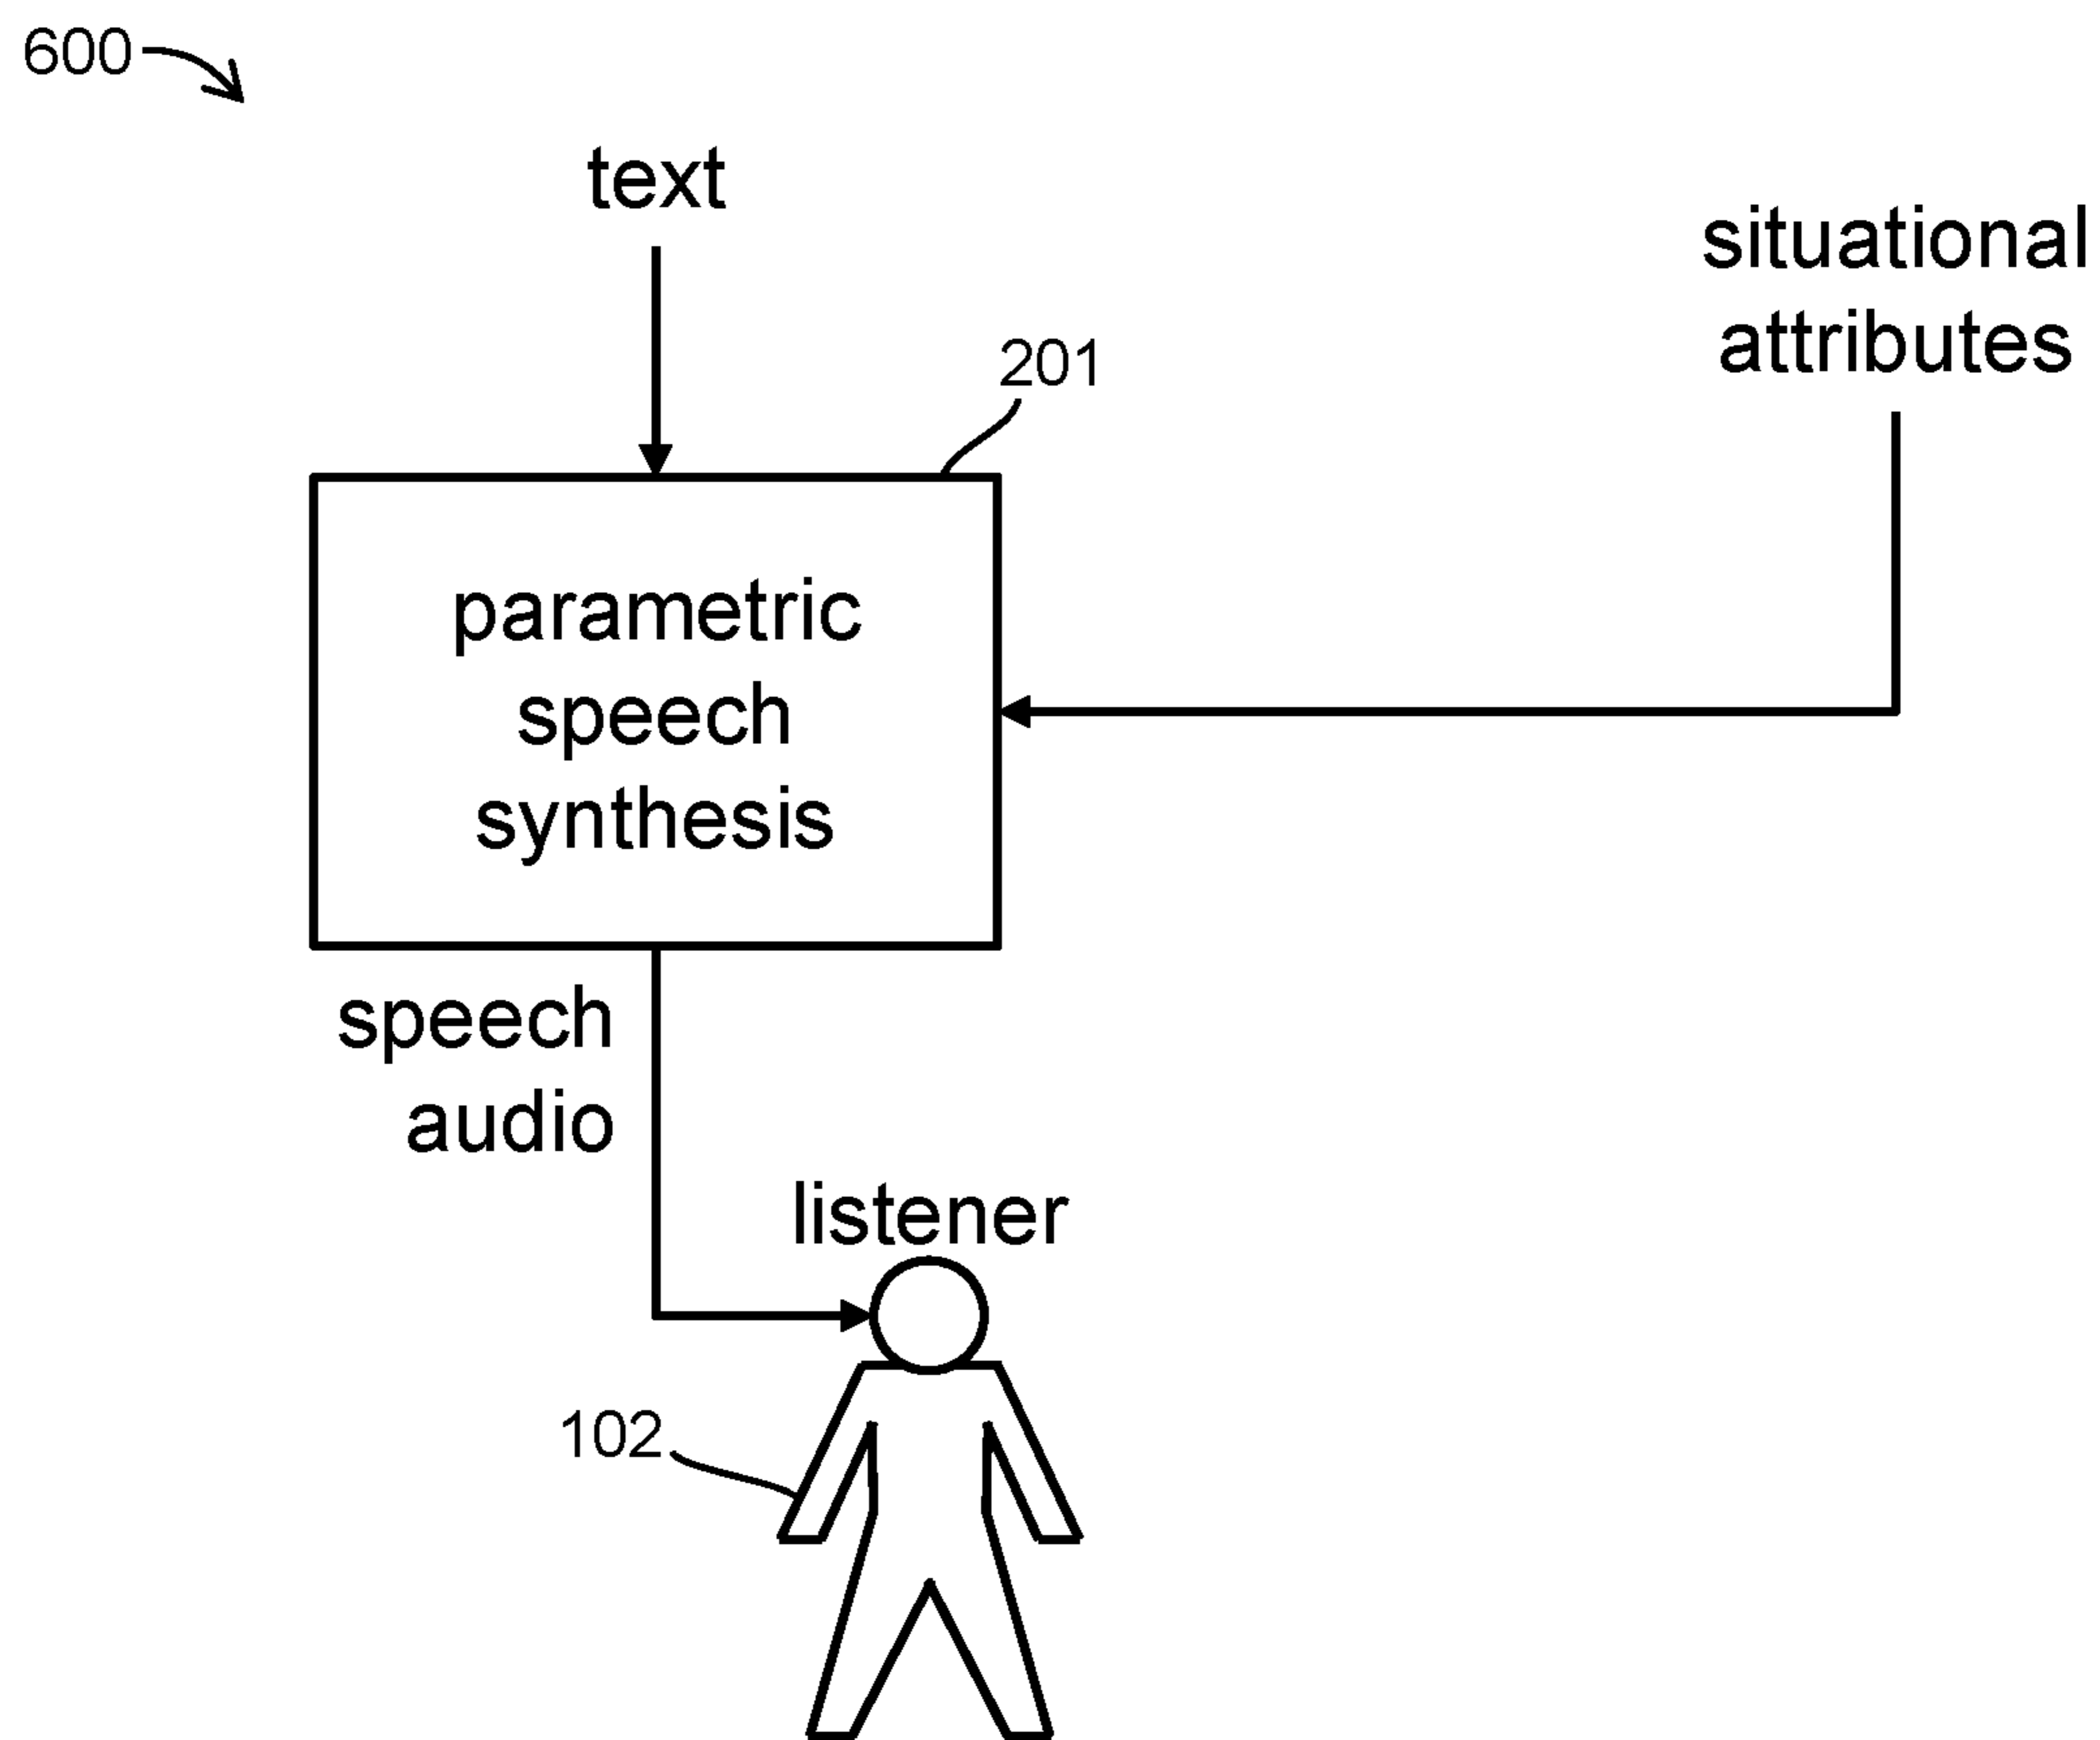 600
text
situational
attributes
201
parametric
speech
synthesis
speech
audio
listener
102